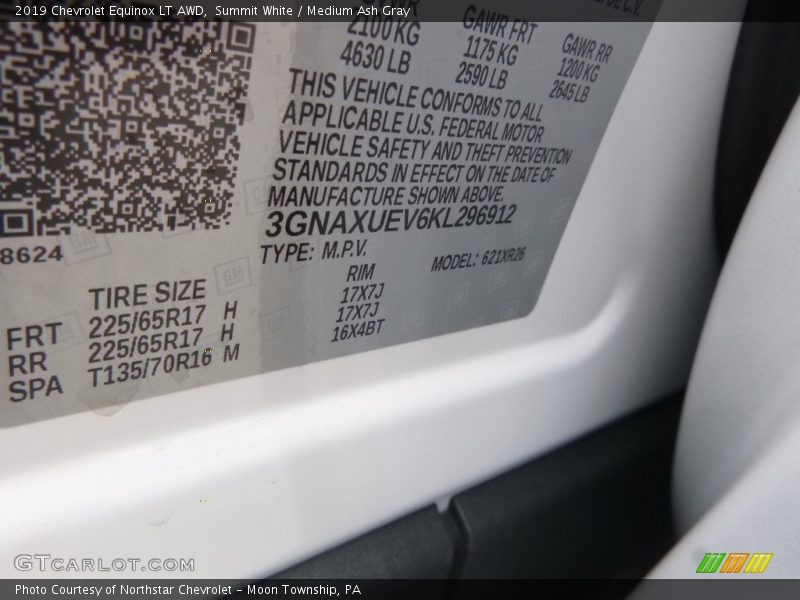 2019 Chevrolet Equinox LT AWD, Summit White / Medium Ash Gray
DE C.V.
2100 KG
4630 LB
GAWR FRT
1175 KG
2590 LB
GAWR RR
1200 KG
2645 LB
THIS VEHICLE CONFORMS TO ALL
APPLICABLE U.S. FEDERAL MOTOR
VEHICLE SAFETY AND THEFT PREVENTION
STANDARDS IN EFFECT ON THE DATE OF
MANUFACTURE SHOWN ABOVE.
3GNAXUEV6KL296912
TYPE: M.P.V.
MODEL: 621XR26
8624
GM
TIRE SIZE RIM
FRT 225/65R17 H 17X7J
RR 225/65R17 H 17X7J
SPA T135/70R16 M 16X4BT
GTCARLOT.COM
Photo Courtesy of Northstar Chevrolet - Moon Township, PA